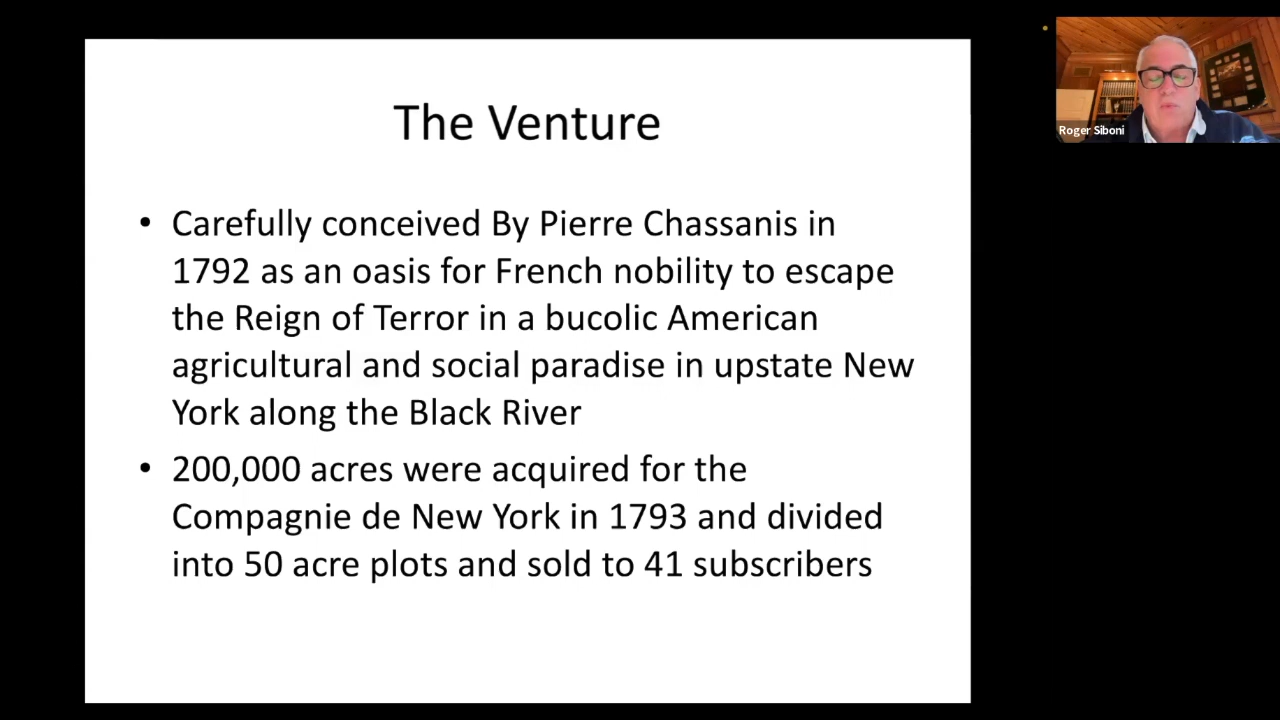 The Venture
• Carefully conceived By Pierre Chassanis in
1792 as an oasis for French nobility to escape
the Reign of Terror in a bucolic American
agricultural and social paradise in upstate New
York along the Black River
• 200,000 acres were acquired for the
Compagnie de New York in 1793 and divided
into 50 acre plots and sold to 41 subscribers
Roger Siboni